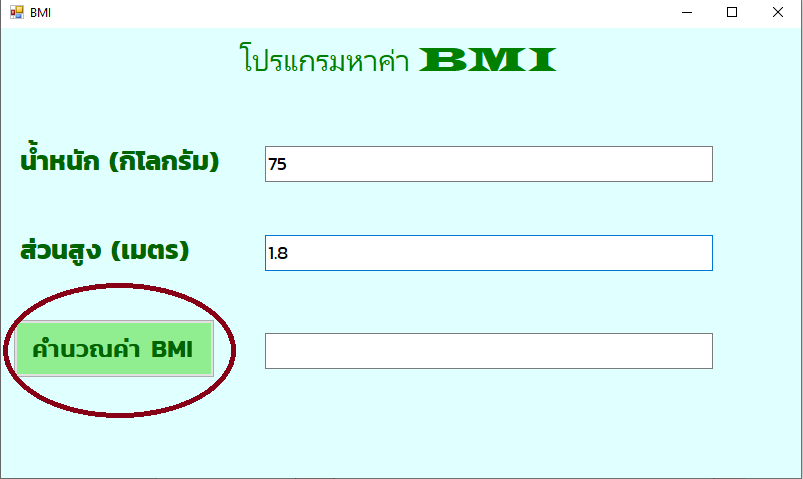 BMI
โปรแกรมหาค่า BMI
น้ำหนัก (กิโลกรัม) 75
ส่วนสูง (เมตร) 1.8
คำนวณค่า BMI